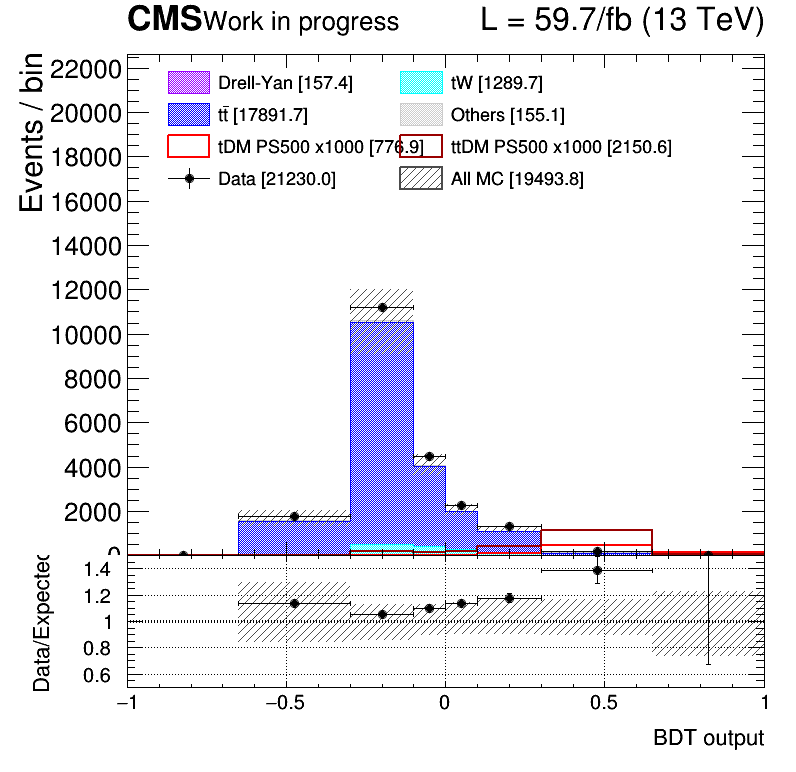 CMS Work in progress L = 59.7/fb (13 TeV)
Events / bin
22000
20000
18000
16000
14000
12000
10000
8000
6000
4000
2000
0
Drell-Yan [157.4] tW [1289.7]
tt̄ [17891.7] Others [155.1]
tDM PS500 x1000 [776.9] ttDM PS500 x1000 [2150.6]
Data [21230.0] All MC [19493.8]
Data/Expected
1.4
1.2
1
0.8
0.6
−1 −0.5 0 0.5 1
BDT output